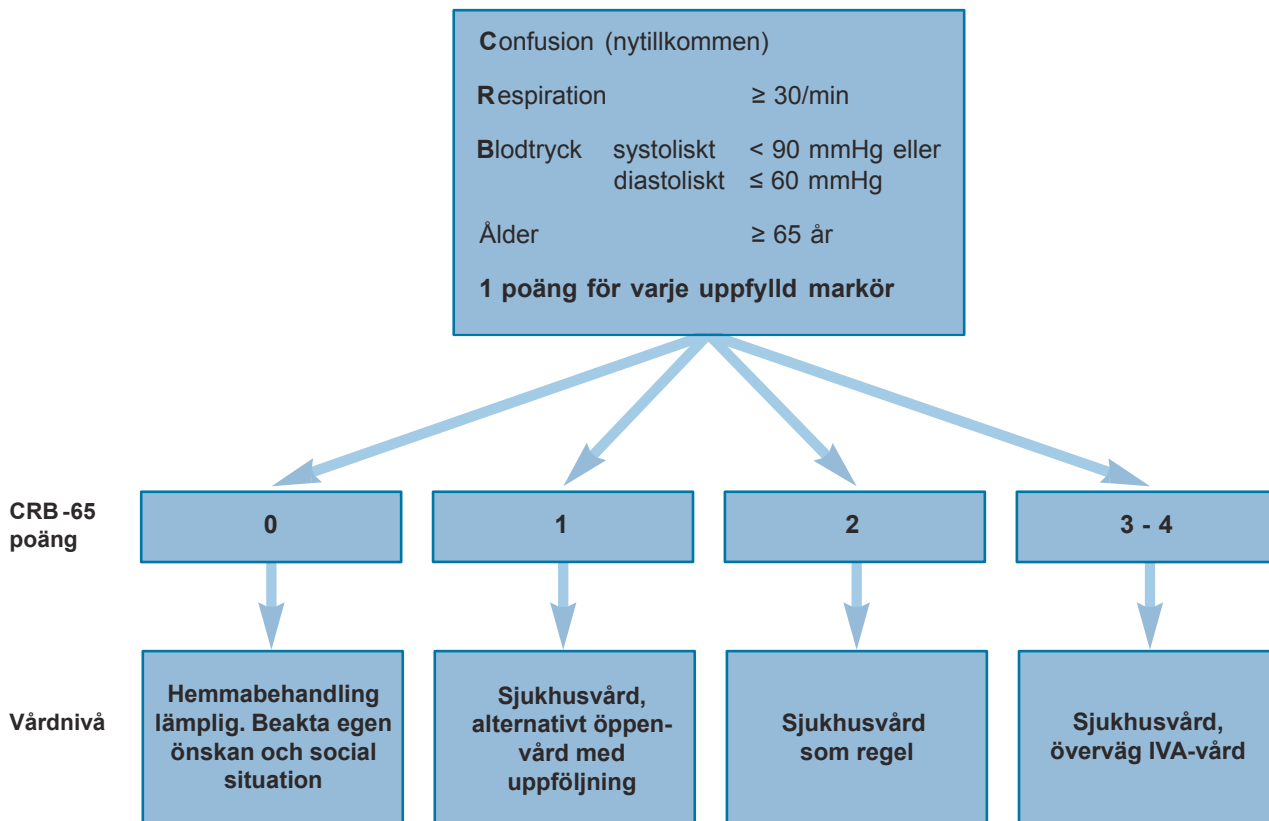 Confusion (nytillkommen)
Respiration ≥ 30/min
Blodtryck systoliskt < 90 mmHg eller
diastoliskt ≤ 60 mmHg
Ålder ≥ 65 år
1 poäng för varje uppfylld markör
CRB-65
poäng
0
1
2
3 - 4
Vårdnivå
Hemmabehandling
lämplig. Beakta egen
önskan och social
situation
Sjukhusvård,
alternativt öppen-
vård med
uppföljning
Sjukhusvård
som regel
Sjukhusvård,
överväg IVA-vård